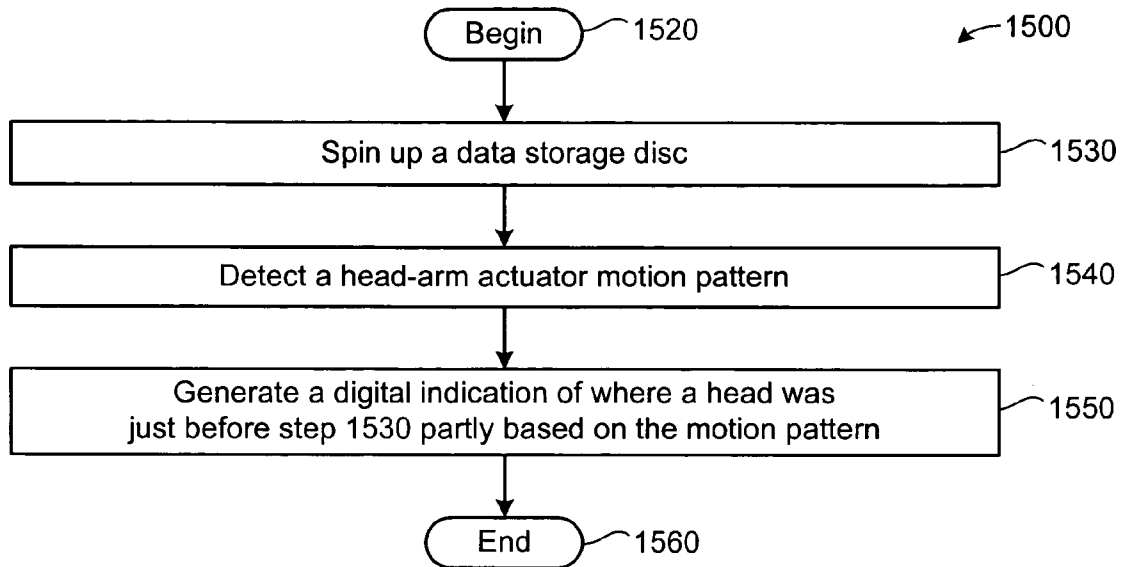 Begin
1520
1500
Spin up a data storage disc
1530
Detect a head-arm actuator motion pattern
1540
Generate a digital indication of where a head was
just before step 1530 partly based on the motion pattern
1550
End
1560